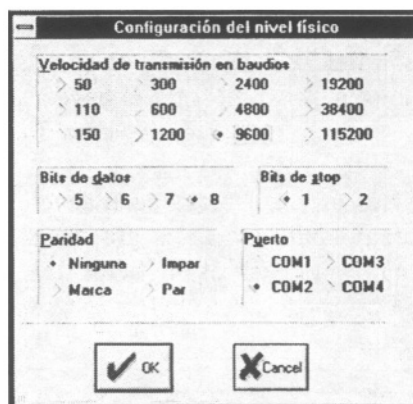 Configuración del nivel físico
Velocidad de transmisión en baudios
50 300 2400 19200
110 600 4800 38400
150 1200 9600 115200
Bits de datos Bits de stop
5 6 7 8 1 2
Paridad Puerto
Ninguna Impar COM1 COM3
Marca Par COM2 COM4
OK Cancel